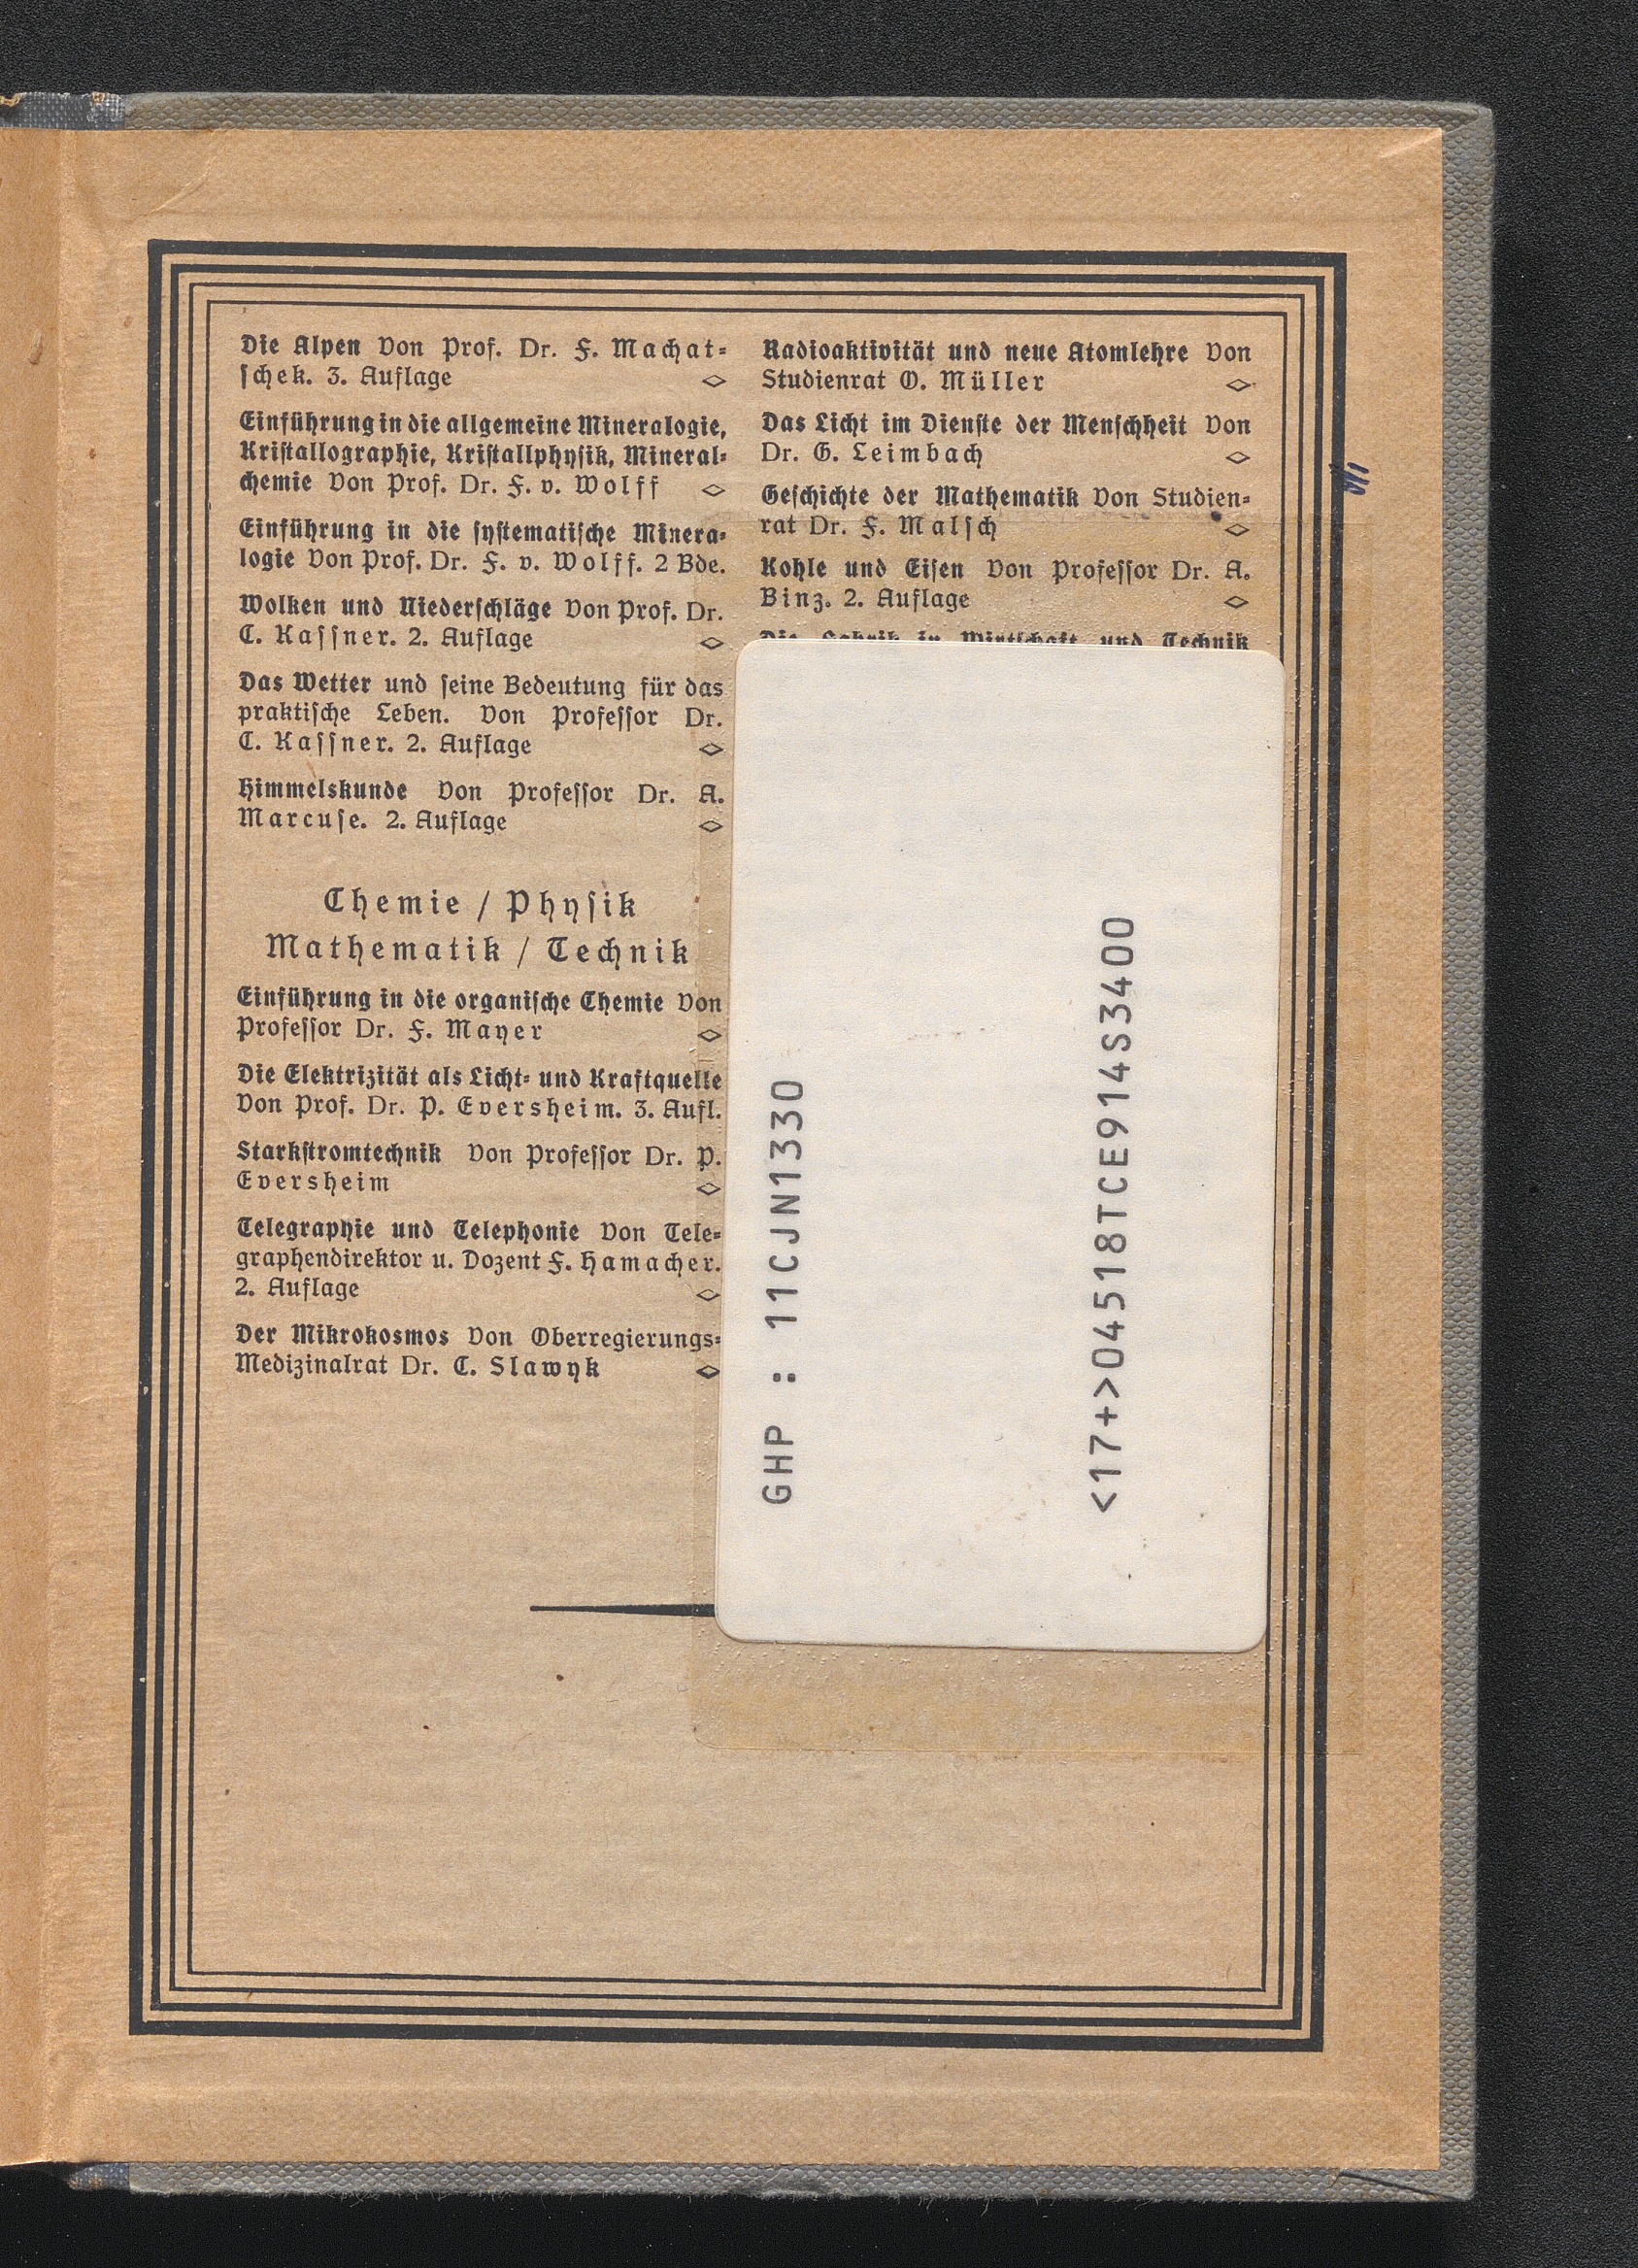 Die Alpen Von Prof. Dr. F. Machat-
schek. 3. Auflage
Einführung in die allgemeine Mineralogie,
Kristallographie, Kristallphysik, Mineral-
chemie Von Prof. Dr. F. v. Wolff
Einführung in die systematische Minera-
logie Von Prof. Dr. F. v. Wolff. 2 Bde.
Wolken und Niederschläge Von Prof. Dr.
C. Kassner. 2. Auflage
Das Wetter und seine Bedeutung für das
praktische Leben. Von Professor Dr.
C. Kassner. 2. Auflage
Himmelskunde Von Professor Dr. A.
Marcuse. 2. Auflage
Chemie / Physik
Mathematik / Technik
Einführung in die organische Chemie Von
Professor Dr. F. Mayer
Die Elektrizität als Licht- und Kraftquelle
Von Prof. Dr. P. Eversheim. 3. Aufl.
Starkstromtechnik Von Professor Dr. P.
Eversheim
Telegraphie und Telephonie Von Tele-
graphendirektor u. Dozent F. Hamacher.
2. Auflage
Der Mikrokosmos Von Oberregierungs-
Medizinalrat Dr. C. Slawyk
Radioaktivität und neue Atomlehre Von
Studienrat O. Müller
Das Licht im Dienste der Menschheit Von
Dr. G. Leimbach
Geschichte der Mathematik Von Studien-
rat Dr. F. Malsch
Kohle und Eisen Von Professor Dr. A.
Binz. 2. Auflage
Die Fabrik in Wirtschaft und Technik
GHP : 11CJN1330
<17+>04518TCE914S3400